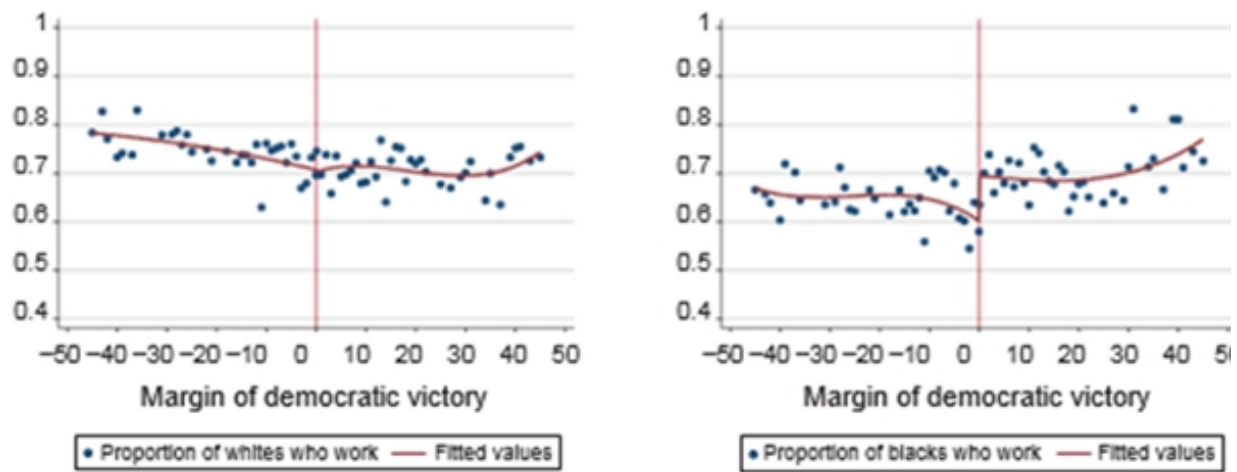 1
0.9
0.8
0.7
0.6
0.5
0.4
−50 −40 −30 −20 −10 0 10 20 30 40 50
Margin of democratic victory
Proportion of whites who work Fitted values
1
0.9
0.8
0.7
0.6
0.5
0.4
−50 −40 −30 −20 −10 0 10 20 30 40 50
Margin of democratic victory
Proportion of blacks who work Fitted values